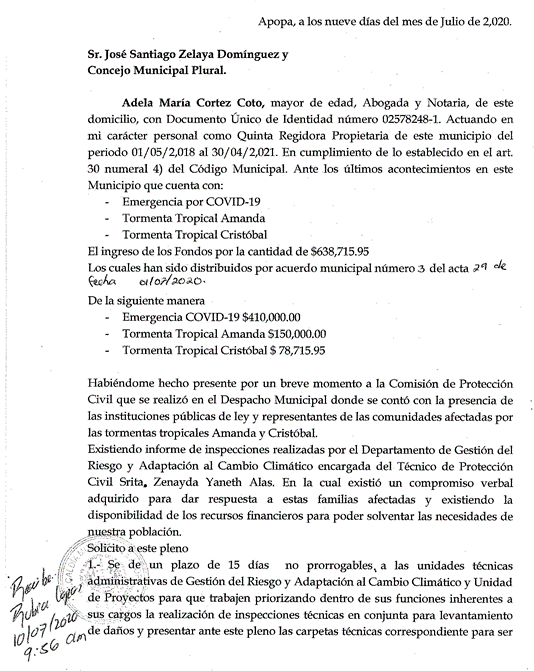 Apopa, a los nueve días del mes de Julio de 2,020.
Sr. José Santiago Zelaya Domínguez y
Concejo Municipal Plural.
Adela María Cortez Coto, mayor de edad, Abogada y Notaria, de este
domicilio, con Documento Único de Identidad número 02578248-1. Actuando en
mi carácter personal como Quinta Regidora Propietaria de este municipio del
periodo 01/05/2,018 al 30/04/2,021. En cumplimiento de lo establecido en el art.
30 numeral 4) del Código Municipal. Ante los últimos acontecimientos en este
Municipio que cuenta con:
- Emergencia por COVID-19
- Tormenta Tropical Amanda
- Tormenta Tropical Cristóbal
El ingreso de los Fondos por la cantidad de $638,715.95
Los cuales han sido distribuidos por acuerdo municipal número 3 del acta 29 de
fecha 01/07/2020.
De la siguiente manera
- Emergencia COVID-19 $410,000.00
- Tormenta Tropical Amanda $150,000.00
- Tormenta Tropical Cristóbal $ 78,715.95
Habiéndome hecho presente por un breve momento a la Comisión de Protección
Civil que se realizó en el Despacho Municipal donde se contó con la presencia de
las instituciones públicas de ley y representantes de las comunidades afectadas por
las tormentas tropicales Amanda y Cristóbal.
Existiendo informe de inspecciones realizadas por el Departamento de Gestión del
Riesgo y Adaptación al Cambio Climático encargada del Técnico de Protección
Civil Srita. Zenayda Yaneth Alas. En la cual existió un compromiso verbal
adquirido para dar respuesta a estas familias afectadas y existiendo la
disponibilidad de los recursos financieros para poder solventar las necesidades de
nuestra población.
Solicito a este pleno
1.- Se de un plazo de 15 días no prorrogables, a las unidades técnicas
administrativas de Gestión del Riesgo y Adaptación al Cambio Climático y Unidad
de Proyectos para que trabajen priorizando dentro de sus funciones inherentes a
sus cargos la realización de inspecciones técnicas en conjunta para levantamiento
de daños y presentar ante este pleno las carpetas técnicas correspondiente para ser
10/07/2020
9:56 am